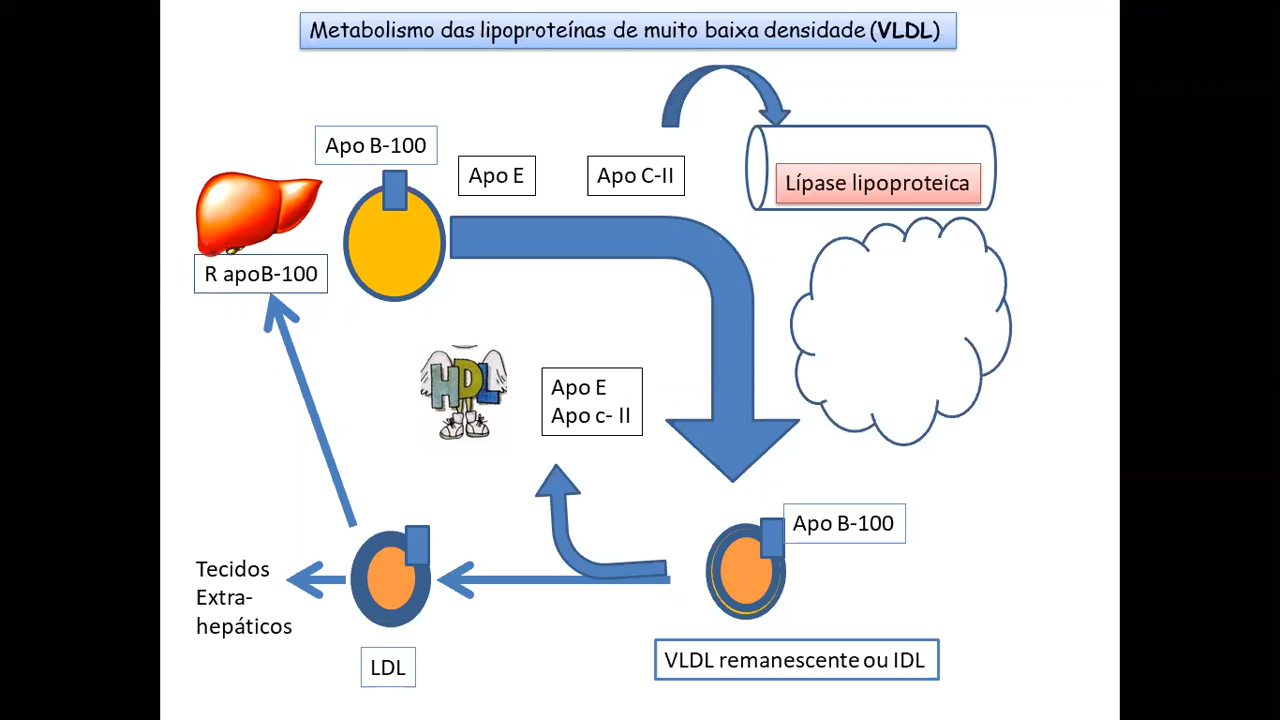 Metabolismo das lipoproteínas de muito baixa densidade (VLDL)
Apo B-100
Apo E
Apo C-II
Lípase lipoproteica
R apoB-100
HDL
Apo E
Apo c- II
Apo B-100
Tecidos
Extra-
hepáticos
LDL
VLDL remanescente ou IDL